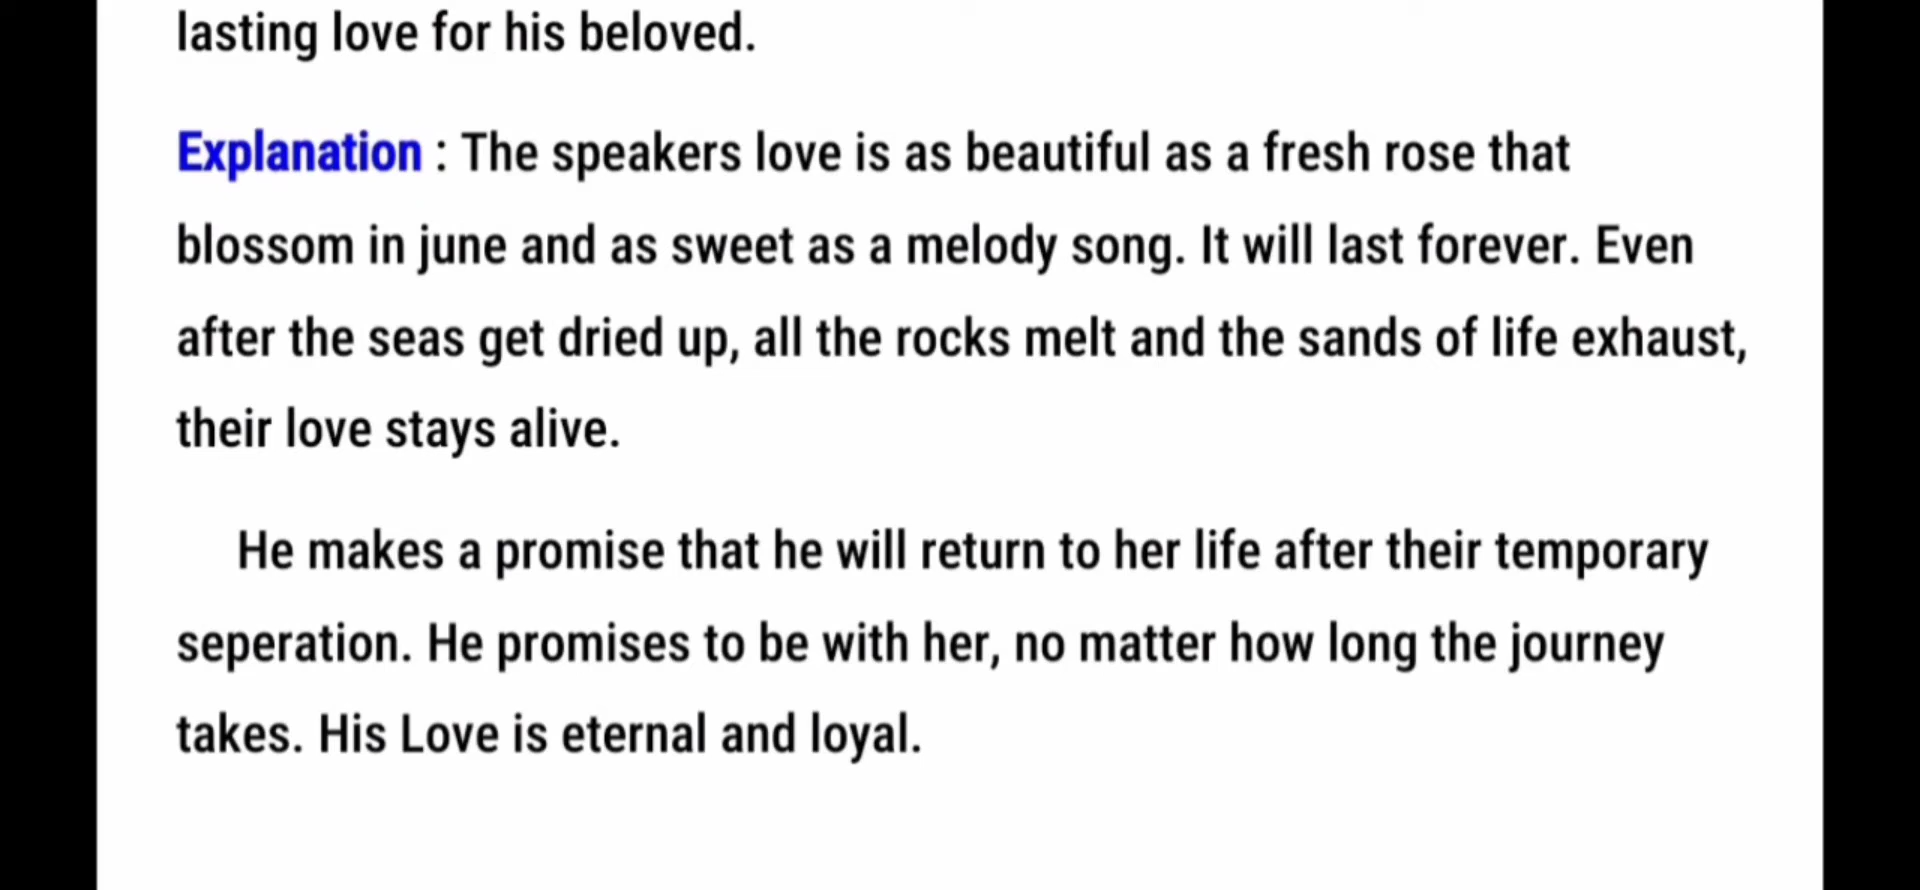 lasting love for his beloved.
Explanation : The speakers love is as beautiful as a fresh rose that
blossom in june and as sweet as a melody song. It will last forever. Even
after the seas get dried up, all the rocks melt and the sands of life exhaust,
their love stays alive.
He makes a promise that he will return to her life after their temporary
seperation. He promises to be with her, no matter how long the journey
takes. His Love is eternal and loyal.